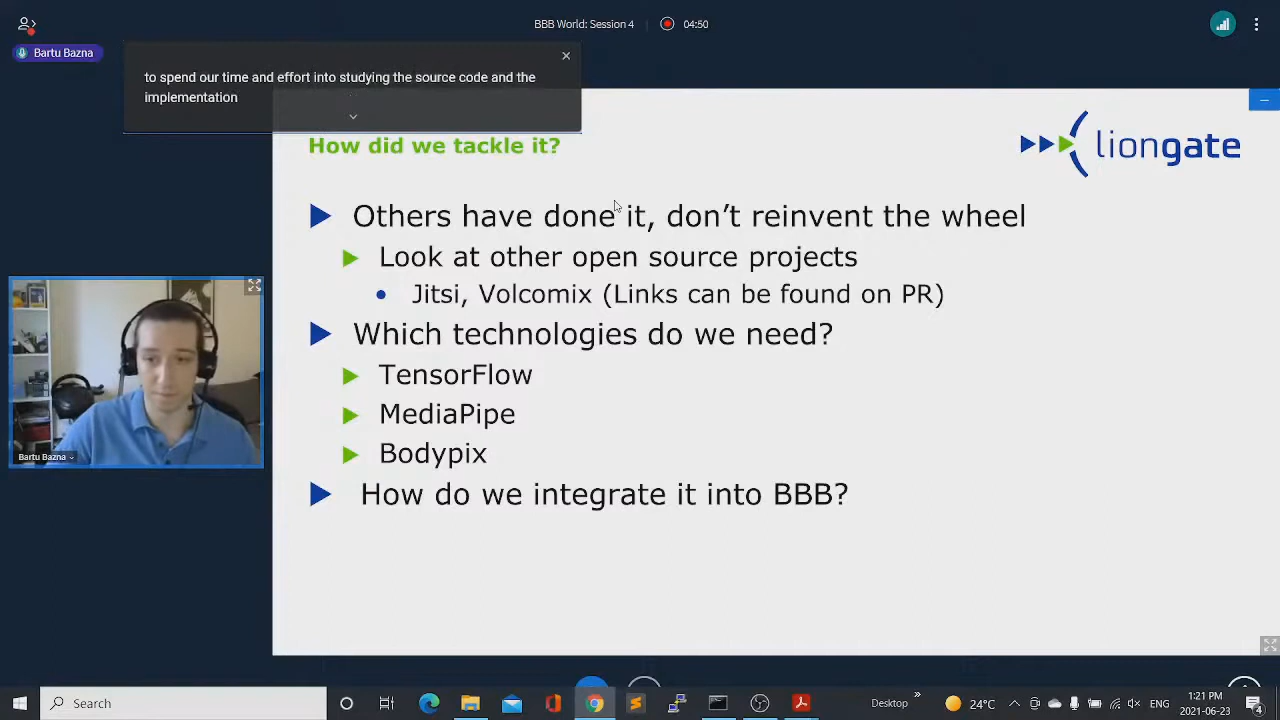 BBB World: Session 4
04:50
Bartu Bazna
to spend our time and effort into studying the source code and the
implementation
How did we tackle it?
liongate
Others have done it, don't reinvent the wheel
Look at other open source projects
Jitsi, Volcomix (Links can be found on PR)
Which technologies do we need?
TensorFlow
MediaPipe
Bodypix
How do we integrate it into BBB?
Bartu Bazna
Search
Desktop
24°C
ENG
1:21 PM
2021-06-23
4